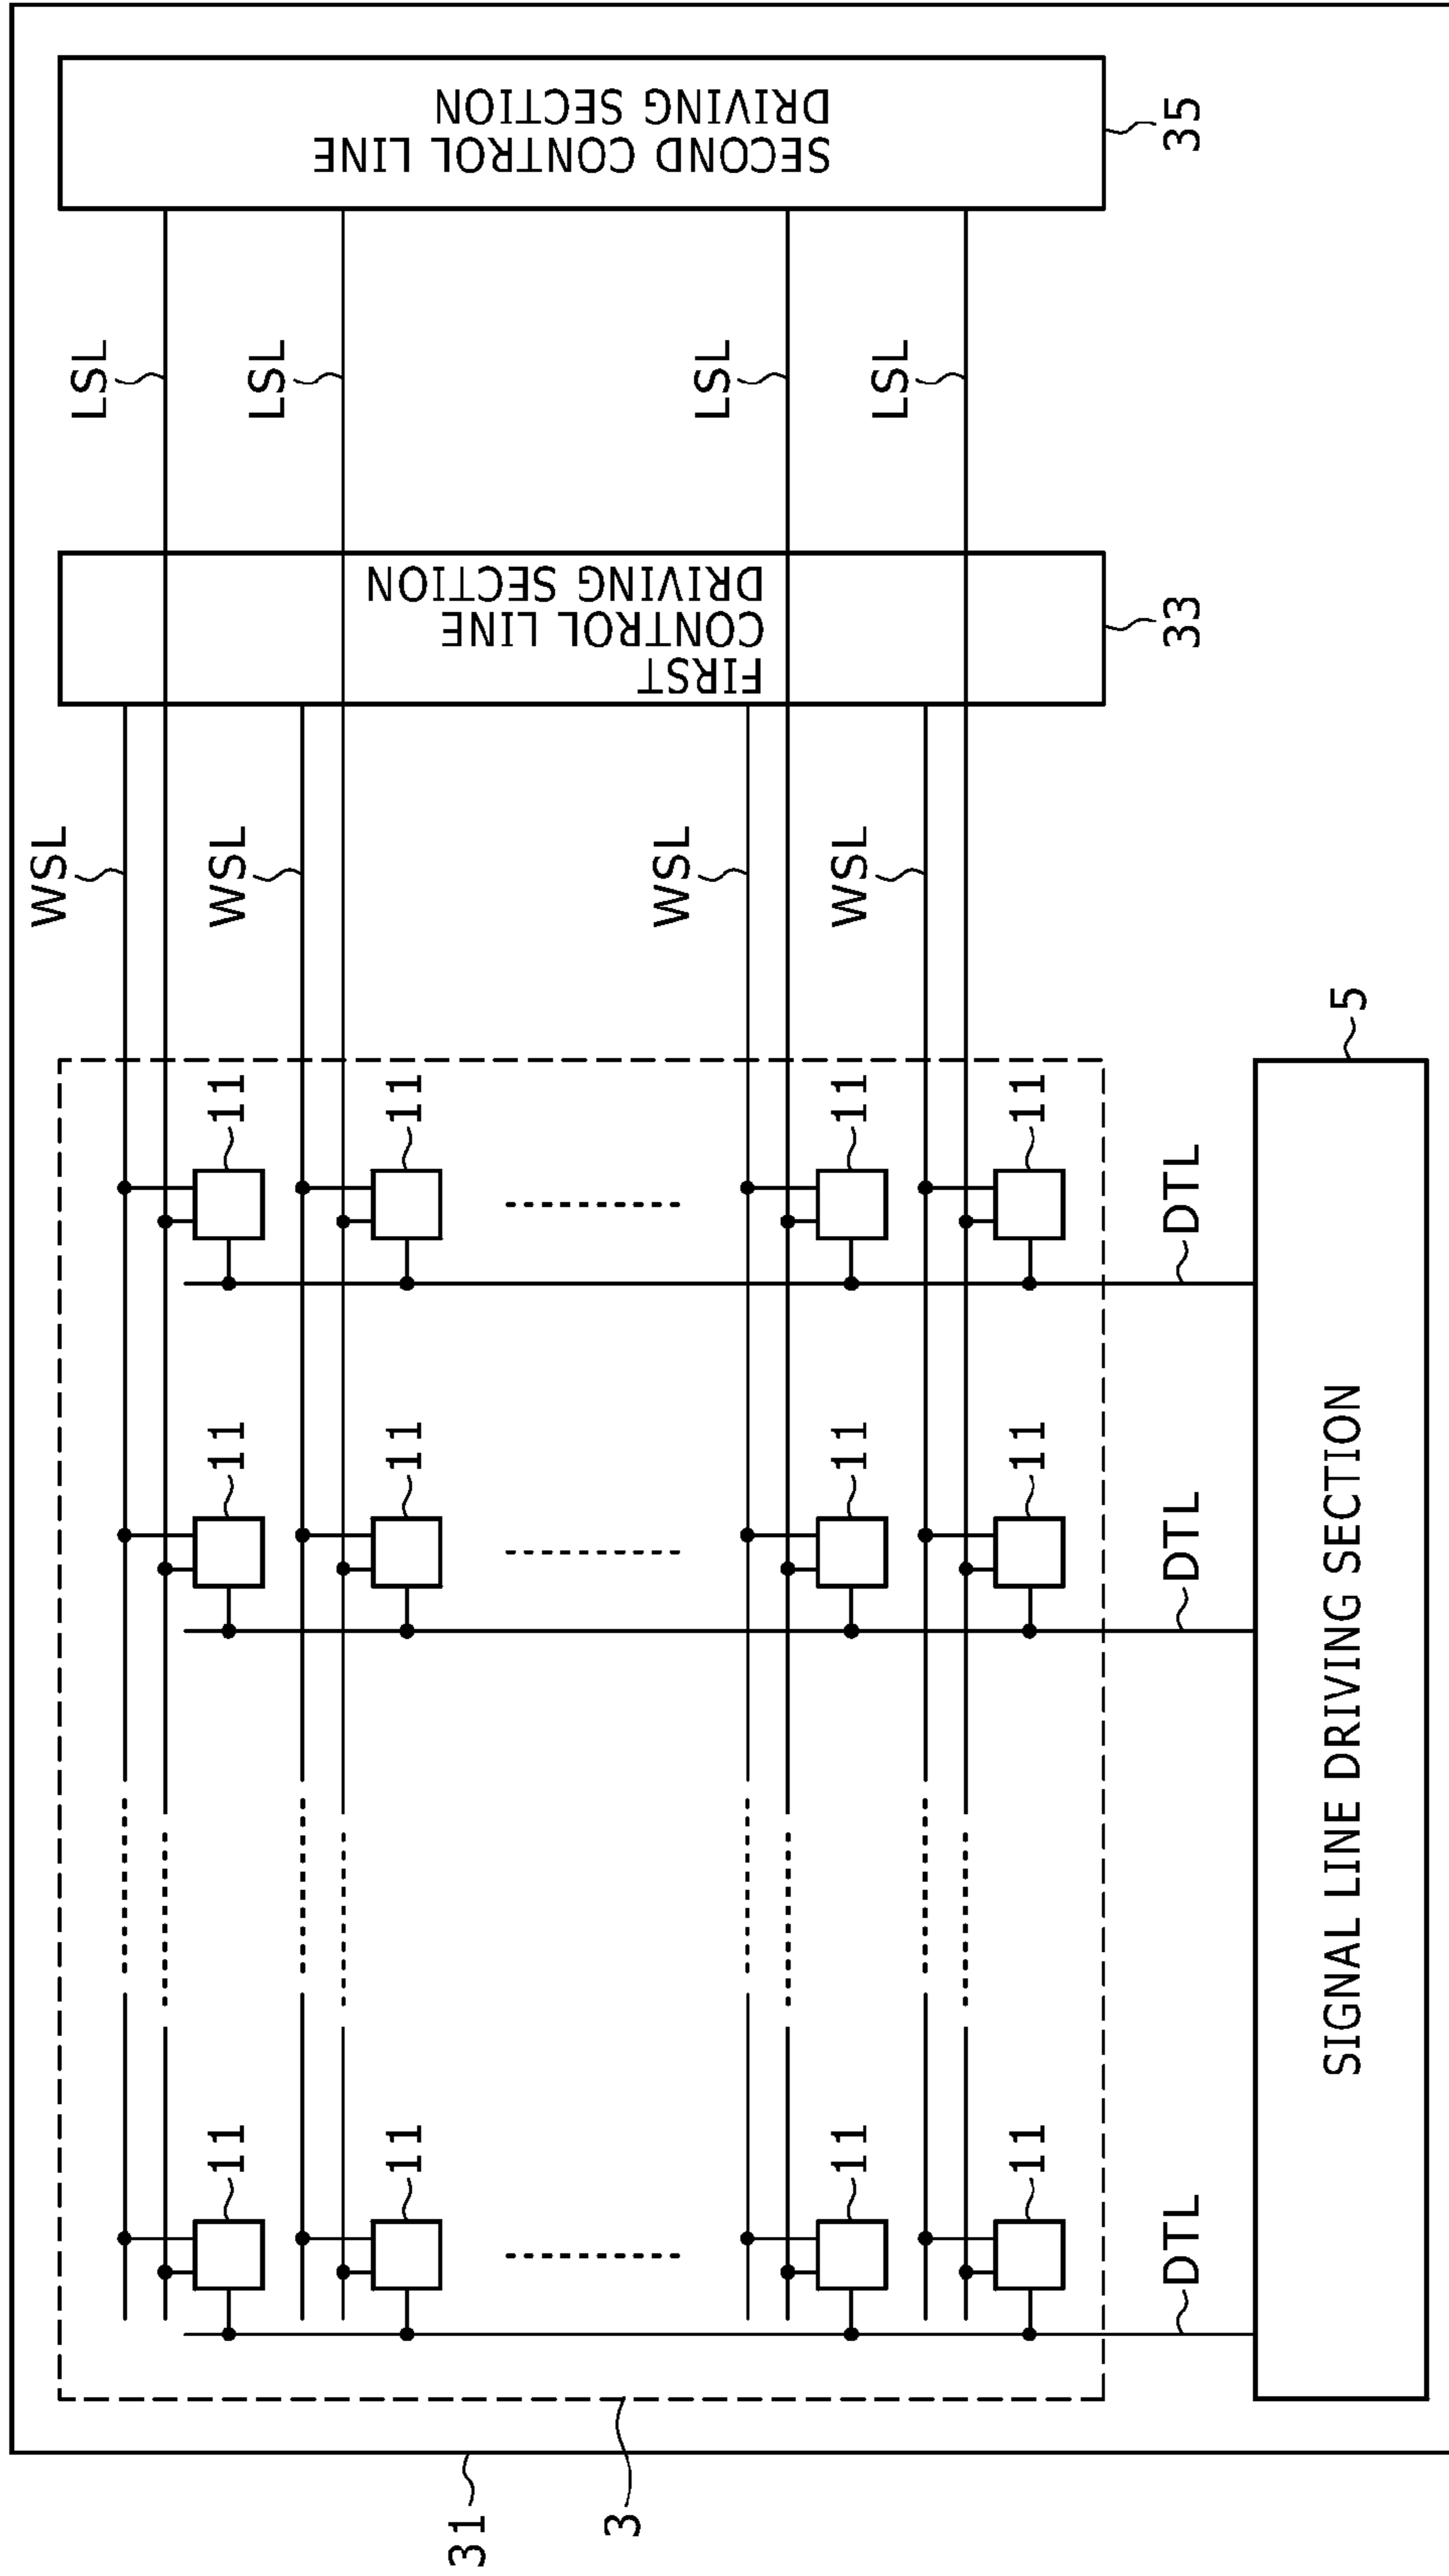 WSL
LSL
11
11
11
WSL
LSL
11
11
11
31
3
WSL
LSL
FIRST
CONTROL LINE
DRIVING SECTION
SECOND CONTROL LINE
DRIVING SECTION
11
11
11
WSL
LSL
11
11
11
DTL
DTL
DTL
33
35
SIGNAL LINE DRIVING SECTION
5